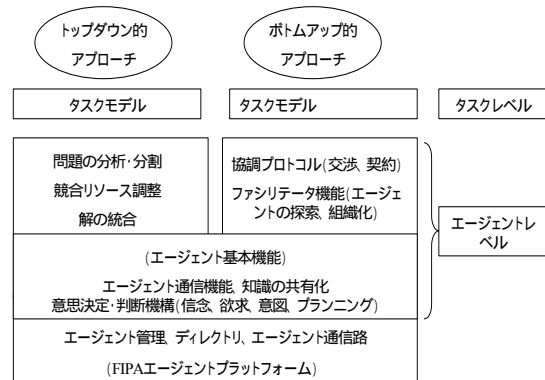 トップダウン的
アプローチ
ボトムアップ的
アプローチ
タスクモデル
タスクモデル
タスクレベル
問題の分析・分割
競合リソース調整
解の統合
協調プロトコル(交渉、契約)
ファシリテータ機能(エージェ
ントの探索、組織化)
エージェントレ
ベル
(エージェント基本機能)
エージェント通信機能、知識の共有化
意思決定・判断機構(信念、欲求、意図、プランニング)
エージェント管理、ディレクトリ、エージェント通信路
(FIPAエージェントプラットフォーム)